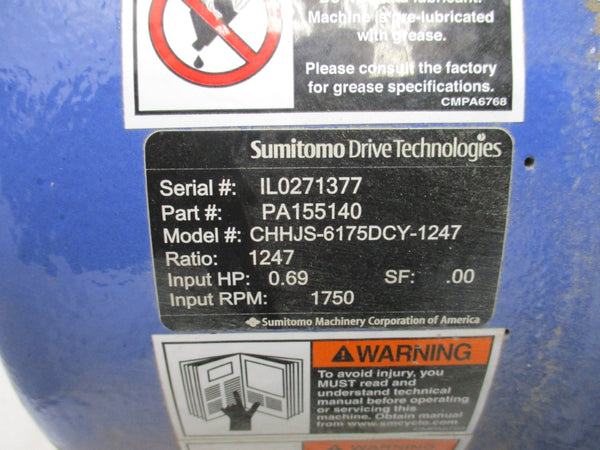 Machine is pre-lubricated
with grease.
Please consult the factory
for grease specifications.
CMPA6768
Sumitomo Drive Technologies
Serial #: IL0271377
Part #: PA155140
Model #: CHHJS-6175DCY-1247
Ratio: 1247
Input HP: 0.69 SF: .00
Input RPM: 1750
Sumitomo Machinery Corporation of America
WARNING
To avoid injury, you
MUST read and
understand technical
manual before operating
or servicing this
machine. Obtain manual
from www.smcyclo.com